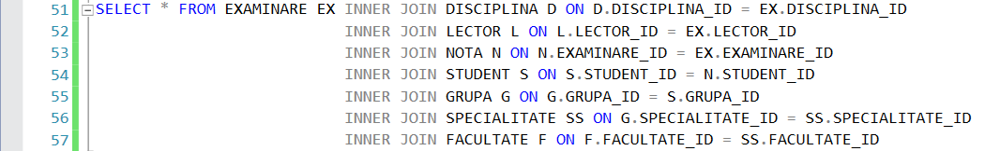 51 SELECT * FROM EXAMINARE EX INNER JOIN DISCIPLINA D ON D.DISCIPLINA_ID = EX.DISCIPLINA_ID
52 INNER JOIN LECTOR L ON L.LECTOR_ID = EX.LECTOR_ID
53 INNER JOIN NOTA N ON N.EXAMINARE_ID = EX.EXAMINARE_ID
54 INNER JOIN STUDENT S ON S.STUDENT_ID = N.STUDENT_ID
55 INNER JOIN GRUPA G ON G.GRUPA_ID = S.GRUPA_ID
56 INNER JOIN SPECIALITATE SS ON G.SPECIALITATE_ID = SS.SPECIALITATE_ID
57 INNER JOIN FACULTATE F ON F.FACULTATE_ID = SS.FACULTATE_ID